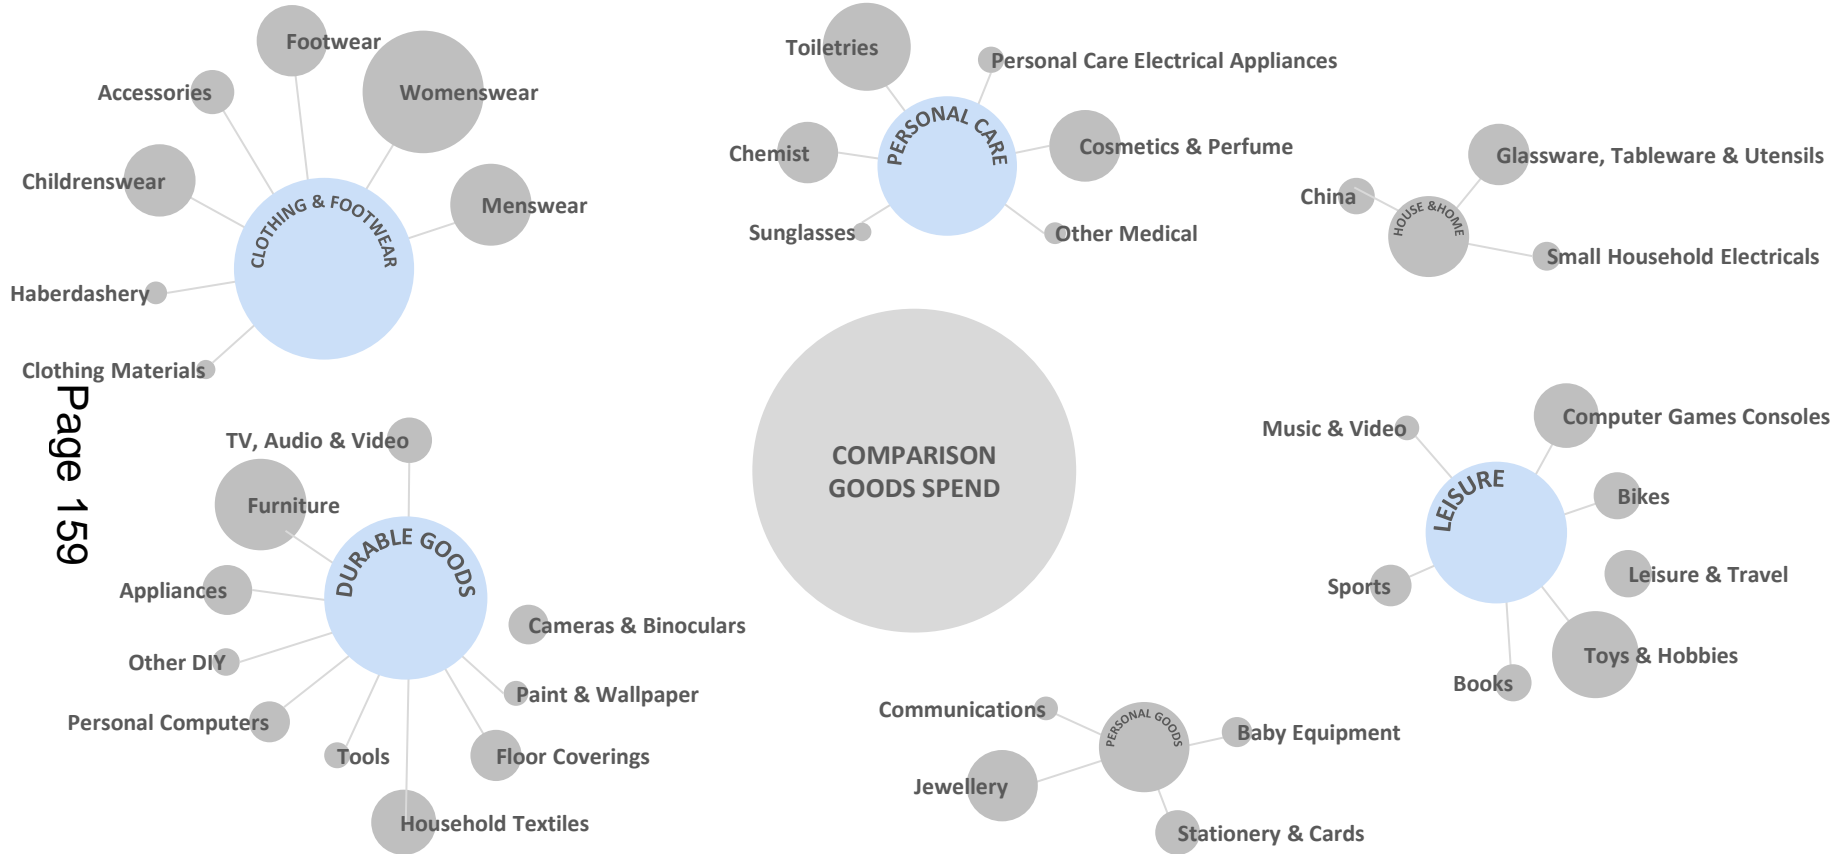 Footwear
Womenswear
Accessories
Childrenswear
Menswear
CLOTHING & FOOTWEAR
Haberdashery
Clothing Materials
Toiletries
Personal Care Electrical Appliances
PERSONAL CARE
Chemist
Cosmetics & Perfume
Sunglasses
Other Medical
Glassware, Tableware & Utensils
China
HOUSE &HOME
Small Household Electricals
COMPARISON
GOODS SPEND
Page 159
TV, Audio & Video
Furniture
DURABLE GOODS
Appliances
Cameras & Binoculars
Other DIY
Paint & Wallpaper
Personal Computers
Tools
Floor Coverings
Household Textiles
Music & Video
Computer Games Consoles
LEISURE
Bikes
Sports
Leisure & Travel
Toys & Hobbies
Books
Communications
PERSONAL GOODS
Baby Equipment
Jewellery
Stationery & Cards